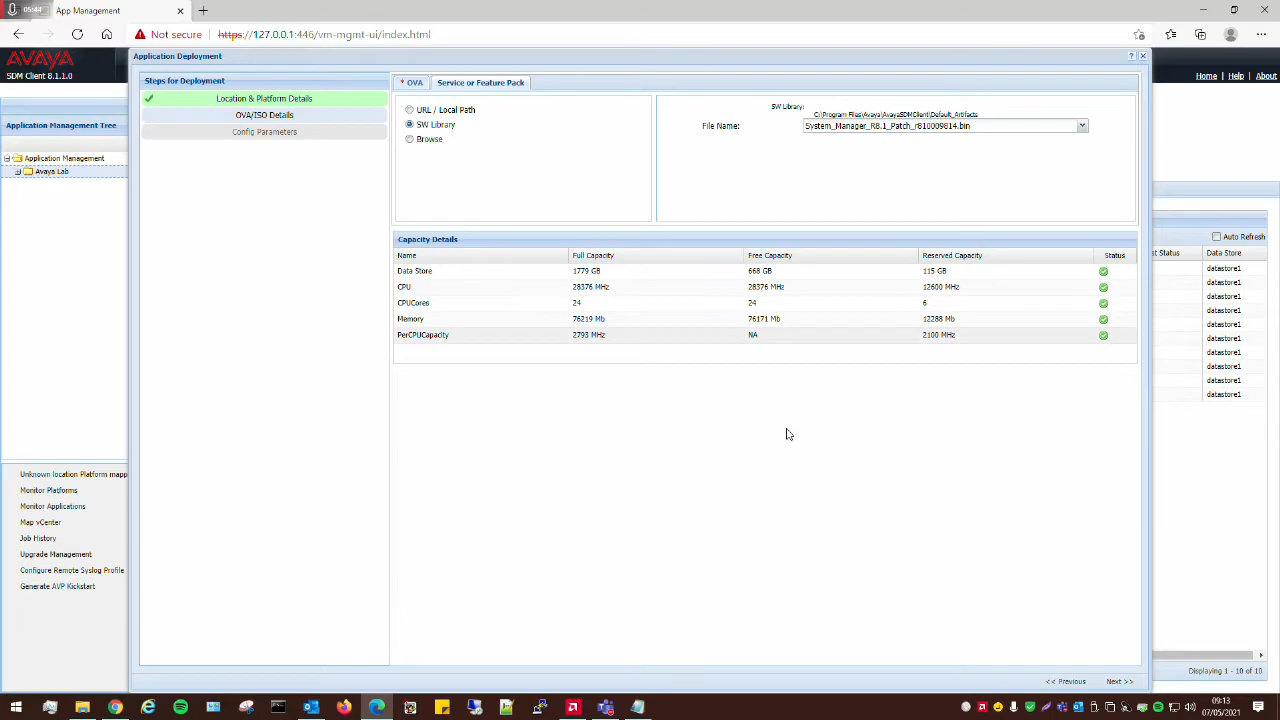 05:44
App Management
Not secure https://127.0.0.1:446/vm-mgmt-ui/index.html
AVAYA
SDM Client 8.1.1.0
Home | Help | About
Application Deployment
Steps for Deployment
Location & Platform Details
OVA/ISO Details
Config Parameters
* OVA
Service or Feature Pack
URL / Local Path
SW Library
Browse
SW Library:
C:\Program Files\Avaya\AvayaSDMClient\Default_Artifacts
File Name: System_Manager_R8.1_Patch_r810009814.bin
Capacity Details
Name Full Capacity Free Capacity Reserved Capacity Status
Data Store 1779 GB 668 GB 115 GB
CPU 28376 MHz 28376 MHz 12600 MHz
CPUCores 24 24 6
Memory 76219 Mb 76171 Mb 12288 Mb
PerCPUCapacity 2793 MHz NA 2100 MHz
<< Previous Next >>
Application Management Tree
Application Management
Avaya Lab
Unknown location Platform mapp
Monitor Platforms
Monitor Applications
Map vCenter
Job History
Upgrade Management
Configure Remote Syslog Profile
Generate AVP Kickstart
Auto Refresh
st Status Data Store
datastore1
datastore1
datastore1
datastore1
datastore1
datastore1
datastore1
datastore1
datastore1
datastore1
Displaying 1 - 10 of 10
09:13
07/05/2021